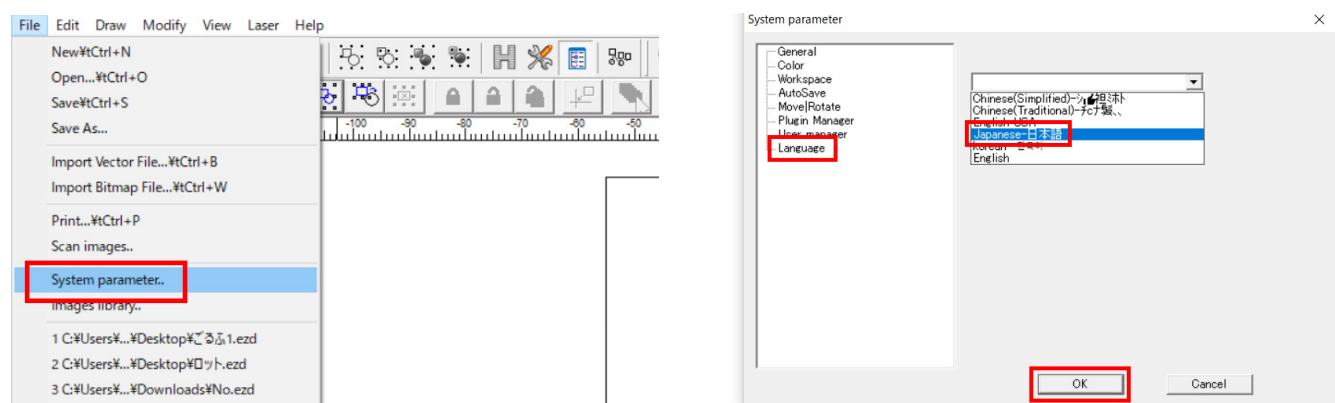 File Edit Draw Modify View Laser Help
New¥tCtrl+N
Open...¥tCtrl+O
Save¥tCtrl+S
Save As...
Import Vector File...¥tCtrl+B
Import Bitmap File...¥tCtrl+W
Print...¥tCtrl+P
Scan images..
System parameter..
Images library..
1 C:¥Users¥...¥Desktop¥ごるふ1.ezd
2 C:¥Users¥...¥Desktop¥ロット.ezd
3 C:¥Users¥...¥Downloads¥No.ezd
-100 -90 -80 -70 -60 -50
System parameter
General
Color
Workspace
AutoSave
Move|Rotate
Plugin Manager
User manager
Language
Chinese(Simplified)-
Chinese(Traditional)-
English-USA
Japanese-日本語
Korean
English
OK Cancel